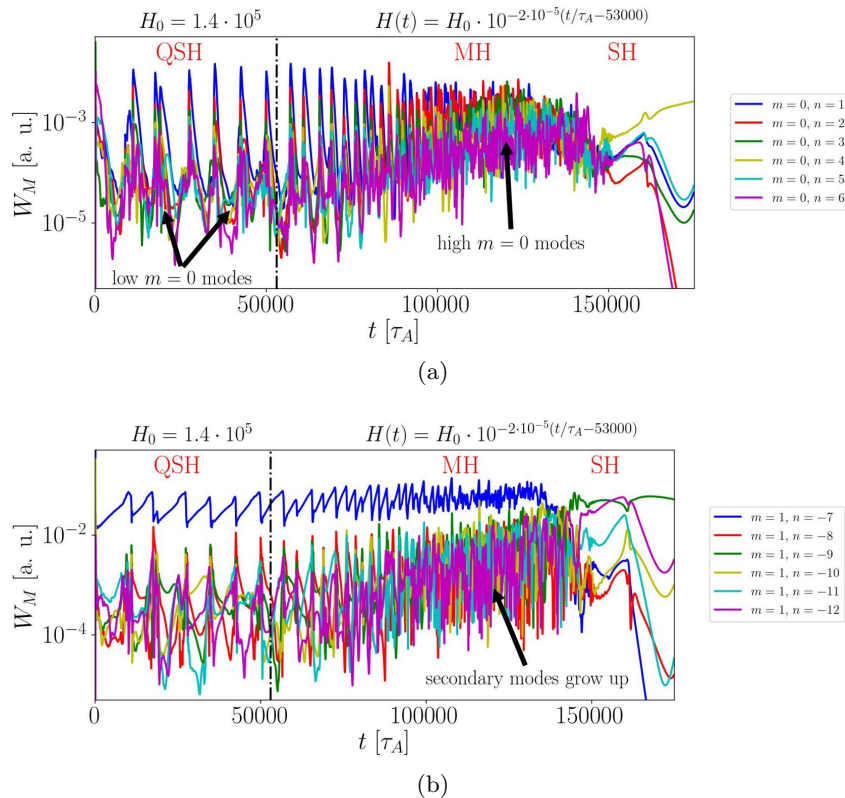 H₀ = 1.4 · 10⁵ H(t) = H₀ · 10^{−2·10^{−5}(t/τ_A−53000)}
QSH MH SH
10⁻³
10⁻⁵
W_M [a. u.]
low m = 0 modes
high m = 0 modes
0 50000 100000 150000
t [τ_A]
m = 0, n = 1
m = 0, n = 2
m = 0, n = 3
m = 0, n = 4
m = 0, n = 5
m = 0, n = 6
(a)
H₀ = 1.4 · 10⁵ H(t) = H₀ · 10^{−2·10^{−5}(t/τ_A−53000)}
QSH MH SH
10⁻²
10⁻⁴
W_M [a. u.]
secondary modes grow up
0 50000 100000 150000
t [τ_A]
m = 1, n = −7
m = 1, n = −8
m = 1, n = −9
m = 1, n = −10
m = 1, n = −11
m = 1, n = −12
(b)